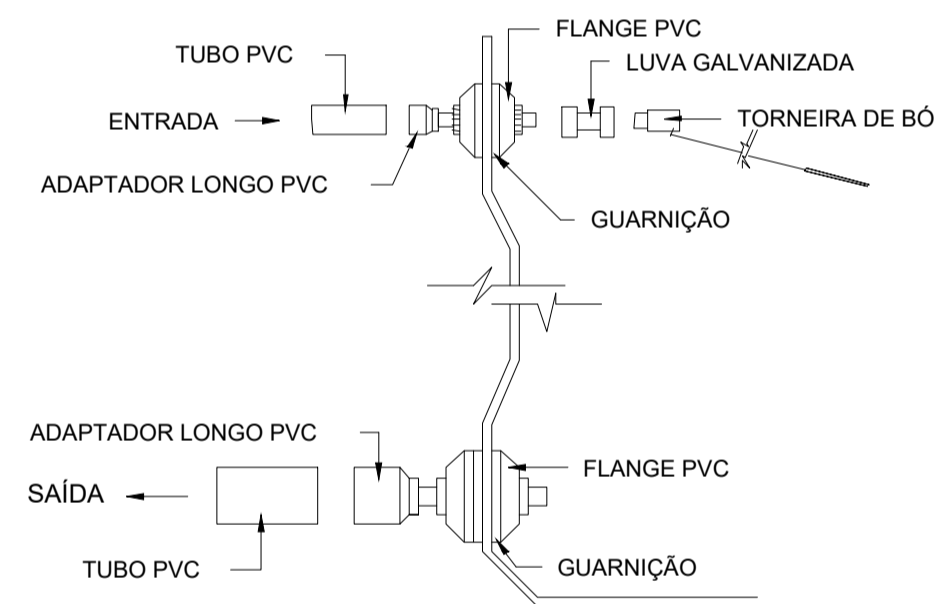 FLANGE PVC
TUBO PVC
LUVA GALVANIZADA
ENTRADA
TORNEIRA DE BÓ
ADAPTADOR LONGO PVC
GUARNIÇÃO
ADAPTADOR LONGO PVC
FLANGE PVC
SAÍDA
TUBO PVC
GUARNIÇÃO